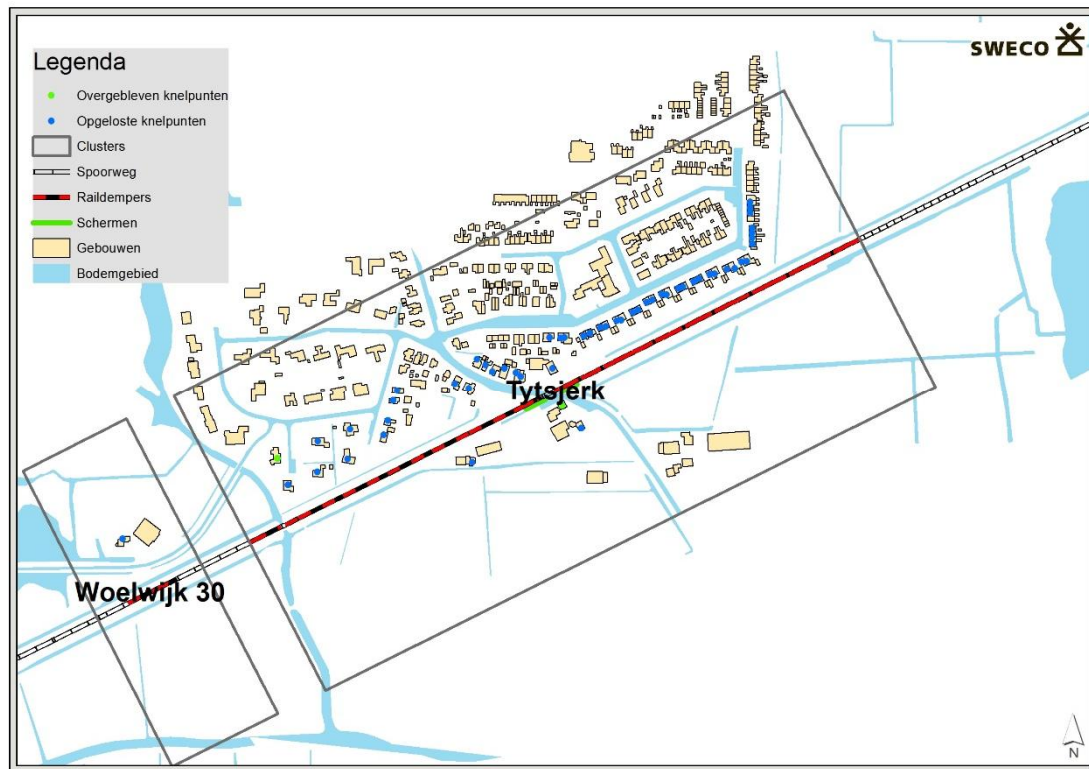 SWECO
Legenda
Overgebleven knelpunten
Opgeloste knelpunten
Clusters
Spoorweg
Raildempers
Schermen
Gebouwen
Bodemgebied
Tytsjerk
Woelwijk 30
N